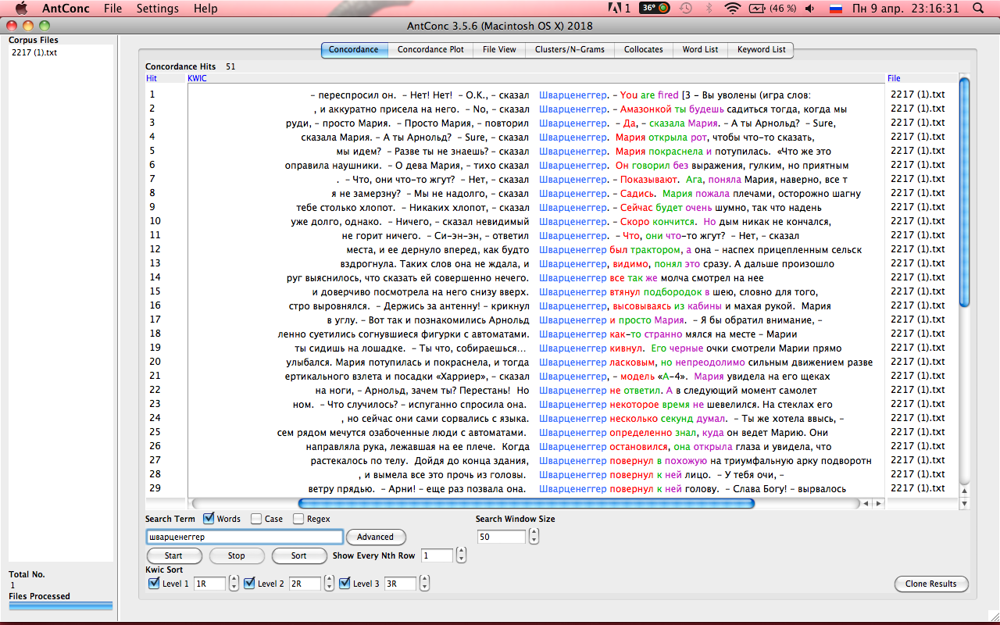 AntConc File Settings Help 1 36° (46 %) Пн 9 апр. 23:16:31
AntConc 3.5.6 (Macintosh OS X) 2018
Corpus Files
2217 (1).txt
Concordance Concordance Plot File View Clusters/N-Grams Collocates Word List Keyword List
Concordance Hits 51
Hit KWIC File
1 – переспросил он. – Нет! Нет! – О.К., – сказал Шварценеггер. – You are fired [3 – Вы уволены (игра слов: 2217 (1).txt
2 , и аккуратно присела на него. – No, – сказал Шварценеггер. – Амазонкой ты будешь садиться тогда, когда мы 2217 (1).txt
3 руди, – просто Мария. – Просто Мария, – повторил Шварценеггер. – Да, – сказала Мария. – А ты Арнольд? – Sure, 2217 (1).txt
4 сказала Мария. – А ты Арнольд? – Sure, – сказал Шварценеггер. Мария открыла рот, чтобы что-то сказать, 2217 (1).txt
5 мы идем? – Разве ты не знаешь? – сказал Шварценеггер. Мария покраснела и потупилась. «Что же это 2217 (1).txt
6 оправила наушники. – О дева Мария, – тихо сказал Шварценеггер. Он говорил без выражения, гулким, но приятным 2217 (1).txt
7 . – Что, они что-то жгут? – Нет, – сказал Шварценеггер. – Показывают. Ага, поняла Мария, наверно, все т 2217 (1).txt
8 я не замерзну? – Мы не надолго, – сказал Шварценеггер. – Садись. Мария пожала плечами, осторожно шагну 2217 (1).txt
9 тебе столько хлопот. – Никаких хлопот, – сказал Шварценеггер. – Сейчас будет очень шумно, так что надень 2217 (1).txt
10 уже долго, однако. – Ничего, – сказал невидимый Шварценеггер. – Скоро кончится. Но дым никак не кончался, 2217 (1).txt
11 не горит ничего. – Си-эн-эн, – ответил Шварценеггер. – Что, они что-то жгут? – Нет, – сказал 2217 (1).txt
12 места, и ее дернуло вперед, как будто Шварценеггер был трактором, а она – наспех прицепленным сельск 2217 (1).txt
13 вздрогнула. Таких слов она не ждала, и Шварценеггер, видимо, понял это сразу. А дальше произошло 2217 (1).txt
14 руг выяснилось, что сказать ей совершенно нечего. Шварценеггер все так же молча смотрел на нее 2217 (1).txt
15 и доверчиво посмотрела на него снизу вверх. Шварценеггер втянул подбородок в шею, словно для того, 2217 (1).txt
16 стро выровнялся. – Держись за антенну! – крикнул Шварценеггер, высовываясь из кабины и махая рукой. Мария 2217 (1).txt
17 в углу. – Вот так и познакомились Арнольд Шварценеггер и просто Мария. – Я бы обратил внимание, – 2217 (1).txt
18 ленно суетились согнувшиеся фигурки с автоматами. Шварценеггер как-то странно мялся на месте – Марии 2217 (1).txt
19 ты сидишь на лошадке. – Ты что, собираешься... Шварценеггер кивнул. Его черные очки смотрели Марии прямо 2217 (1).txt
20 улыбался. Мария потупилась и покраснела, и тогда Шварценеггер ласковым, но непреодолимо сильным движением разве 2217 (1).txt
21 ертикального взлета и посадки «Харриер», – сказал Шварценеггер, – модель «А–4». Мария увидела на его щеках 2217 (1).txt
22 на ноги, – Арнольд, зачем ты? Перестань! Но Шварценеггер не ответил. А в следующий момент самолет 2217 (1).txt
23 ном. – Что случилось? – испуганно спросила она. Шварценеггер некоторое время не шевелился. На стеклах его 2217 (1).txt
24 , но сейчас они сами сорвались с языка. Шварценеггер несколько секунд думал. – Ты же хотела ввысь, – 2217 (1).txt
25 сем рядом мечутся озабоченные люди с автоматами. Шварценеггер определенно знал, куда он ведет Марию. Они 2217 (1).txt
26 направляла рука, лежавшая на ее плече. Когда Шварценеггер остановился, она открыла глаза и увидела, что 2217 (1).txt
27 растекалось по телу. Дойдя до конца здания, Шварценеггер повернул в похожую на триумфальную арку подворотн 2217 (1).txt
28 , и вымела все это прочь из головы. Шварценеггер повернул к ней лицо. – У тебя очи, – 2217 (1).txt
29 ветру прядью. – Арни! – еще раз позвала она. Шварценеггер повернул к ней голову. – Слава Богу! – вырвалось 2217 (1).txt
Search Term Words Case Regex Search Window Size
шварценеггер Advanced 50
Start Stop Sort Show Every Nth Row 1
Kwic Sort
Level 1 1R Level 2 2R Level 3 3R Clone Results
Total No.
1
Files Processed